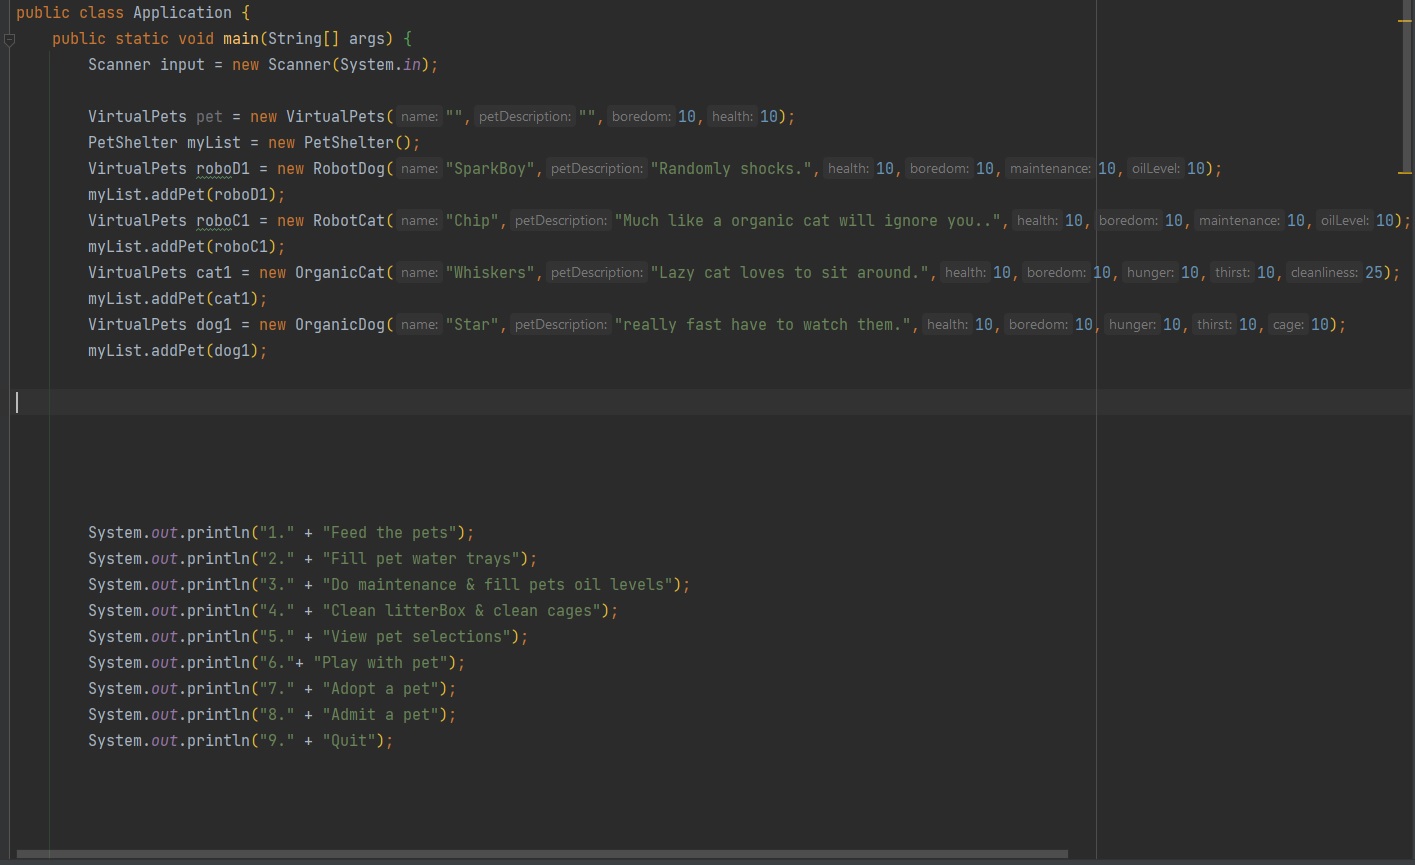 public class Application {
    public static void main(String[] args) {
        Scanner input = new Scanner(System.in);
        VirtualPets pet = new VirtualPets( name: "", petDescription: "", boredom: 10, health: 10);
        PetShelter myList = new PetShelter();
        VirtualPets roboD1 = new RobotDog( name: "SparkBoy", petDescription: "Randomly shocks.", health: 10, boredom: 10, maintenance: 10, oilLevel: 10);
        myList.addPet(roboD1);
        VirtualPets roboC1 = new RobotCat( name: "Chip", petDescription: "Much like a organic cat will ignore you..", health: 10, boredom: 10, maintenance: 10, oilLevel: 10);
        myList.addPet(roboC1);
        VirtualPets cat1 = new OrganicCat( name: "Whiskers", petDescription: "Lazy cat loves to sit around.", health: 10, boredom: 10, hunger: 10, thirst: 10, cleanliness: 25);
        myList.addPet(cat1);
        VirtualPets dog1 = new OrganicDog( name: "Star", petDescription: "really fast have to watch them.", health: 10, boredom: 10, hunger: 10, thirst: 10, cage: 10);
        myList.addPet(dog1);
        System.out.println("1." + "Feed the pets");
        System.out.println("2." + "Fill pet water trays");
        System.out.println("3." + "Do maintenance & fill pets oil levels");
        System.out.println("4." + "Clean litterBox & clean cages");
        System.out.println("5." + "View pet selections");
        System.out.println("6."+ "Play with pet");
        System.out.println("7." + "Adopt a pet");
        System.out.println("8." + "Admit a pet");
        System.out.println("9." + "Quit");